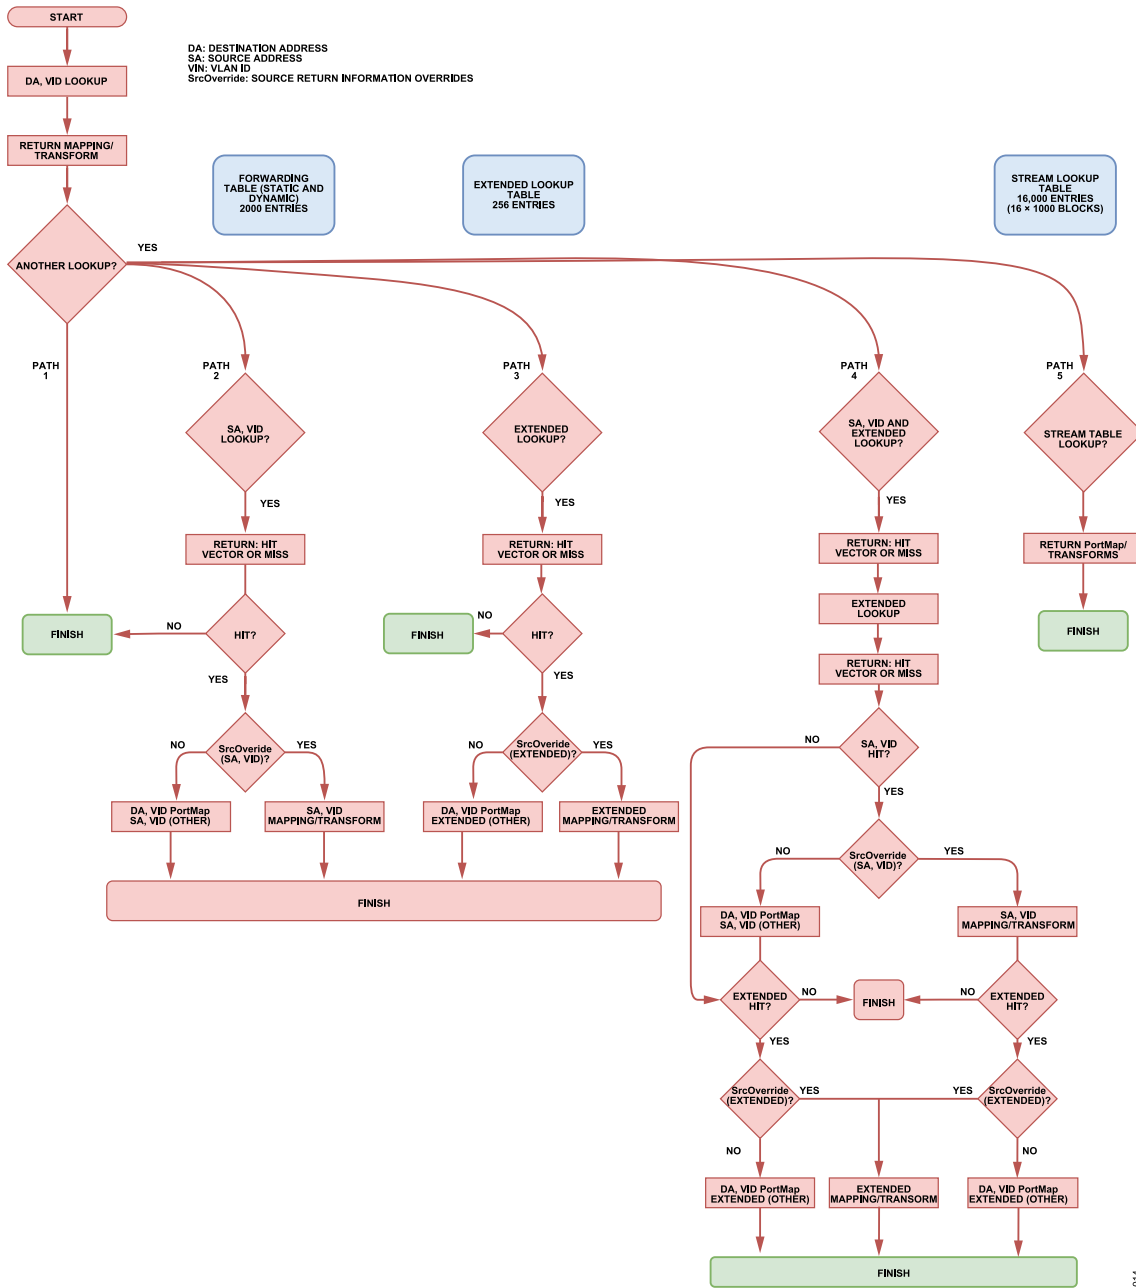 START
DA: DESTINATION ADDRESS
SA: SOURCE ADDRESS
VIN: VLAN ID
SrcOverride: SOURCE RETURN INFORMATION OVERRIDES
DA, VID LOOKUP
RETURN MAPPING/
TRANSFORM
FORWARDING
TABLE (STATIC AND
DYNAMIC)
2000 ENTRIES
EXTENDED LOOKUP
TABLE
256 ENTRIES
STREAM LOOKUP
TABLE
16,000 ENTRIES
(16 × 1000 BLOCKS)
ANOTHER LOOKUP?
YES
PATH
1
PATH
2
PATH
3
PATH
4
PATH
5
SA, VID
LOOKUP?
EXTENDED
LOOKUP?
SA, VID AND
EXTENDED
LOOKUP?
STREAM TABLE
LOOKUP?
YES
YES
YES
RETURN: HIT
VECTOR OR MISS
RETURN: HIT
VECTOR OR MISS
RETURN: HIT
VECTOR OR MISS
RETURN PortMap/
TRANSFORMS
EXTENDED
LOOKUP
FINISH
NO
HIT?
FINISH
NO
HIT?
FINISH
RETURN: HIT
VECTOR OR MISS
YES
YES
NO
SrcOveride
(SA, VID)?
YES
NO
SrcOveride
(EXTENDED)?
YES
NO
SA, VID
HIT?
YES
DA, VID PortMap
SA, VID (OTHER)
SA, VID
MAPPING/TRANSFORM
DA, VID PortMap
EXTENDED (OTHER)
EXTENDED
MAPPING/TRANSFORM
NO
SrcOverride
(SA, VID)?
YES
FINISH
DA, VID PortMap
SA, VID (OTHER)
SA, VID
MAPPING/TRANSFORM
EXTENDED
HIT?
NO
FINISH
NO
EXTENDED
HIT?
YES
YES
SrcOverride
(EXTENDED)?
YES
YES
SrcOverride
(EXTENDED)?
NO
NO
DA, VID PortMap
EXTENDED (OTHER)
EXTENDED
MAPPING/TRANSORM
DA, VID PortMap
EXTENDED (OTHER)
FINISH